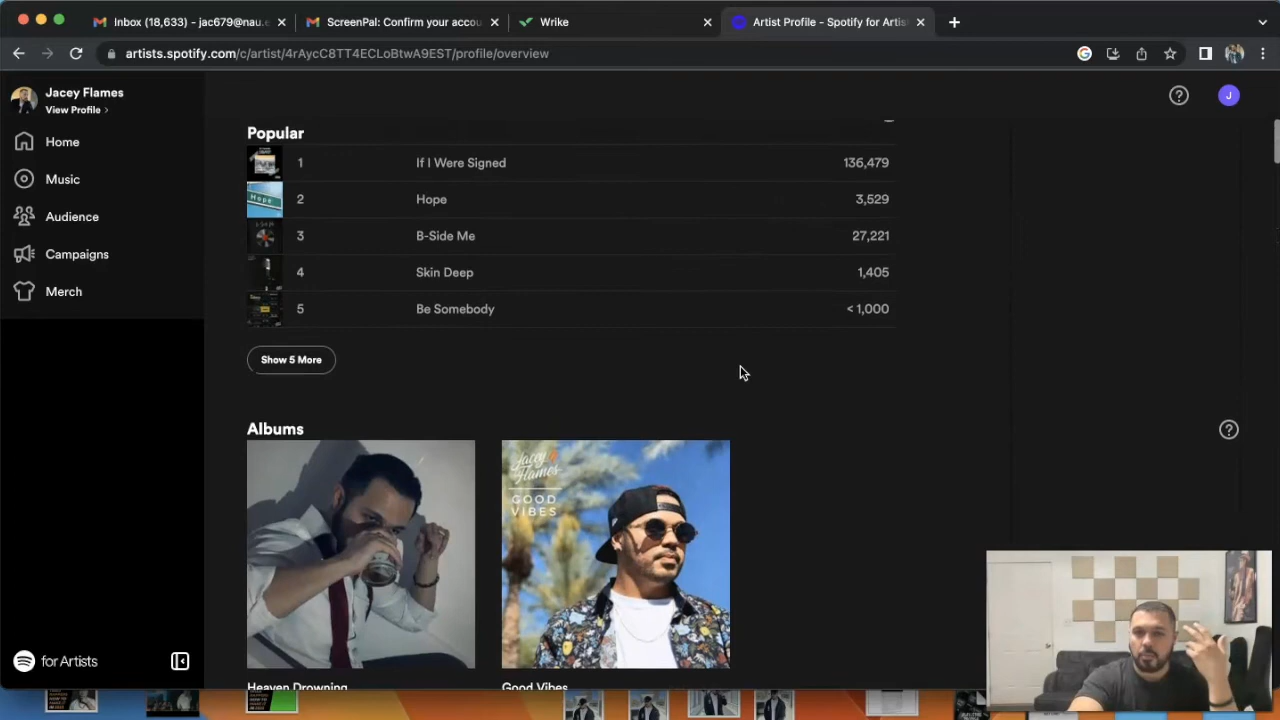 Inbox (18,633) - jac679@nau.e
ScreenPal: Confirm your accou
Wrike
Artist Profile - Spotify for Artis
artists.spotify.com/c/artist/4rAycC8TT4ECLoBtwA9EST/profile/overview
Jacey Flames
View Profile
Home
Music
Audience
Campaigns
Merch
for Artists
J
Popular
1 If I Were Signed 136,479
2 Hope 3,529
3 B-Side Me 27,221
4 Skin Deep 1,405
5 Be Somebody < 1,000
Hope
Show 5 More
Albums
Jacey Flames
GOOD
VIBES
Heaven Drowning
Good Vibes